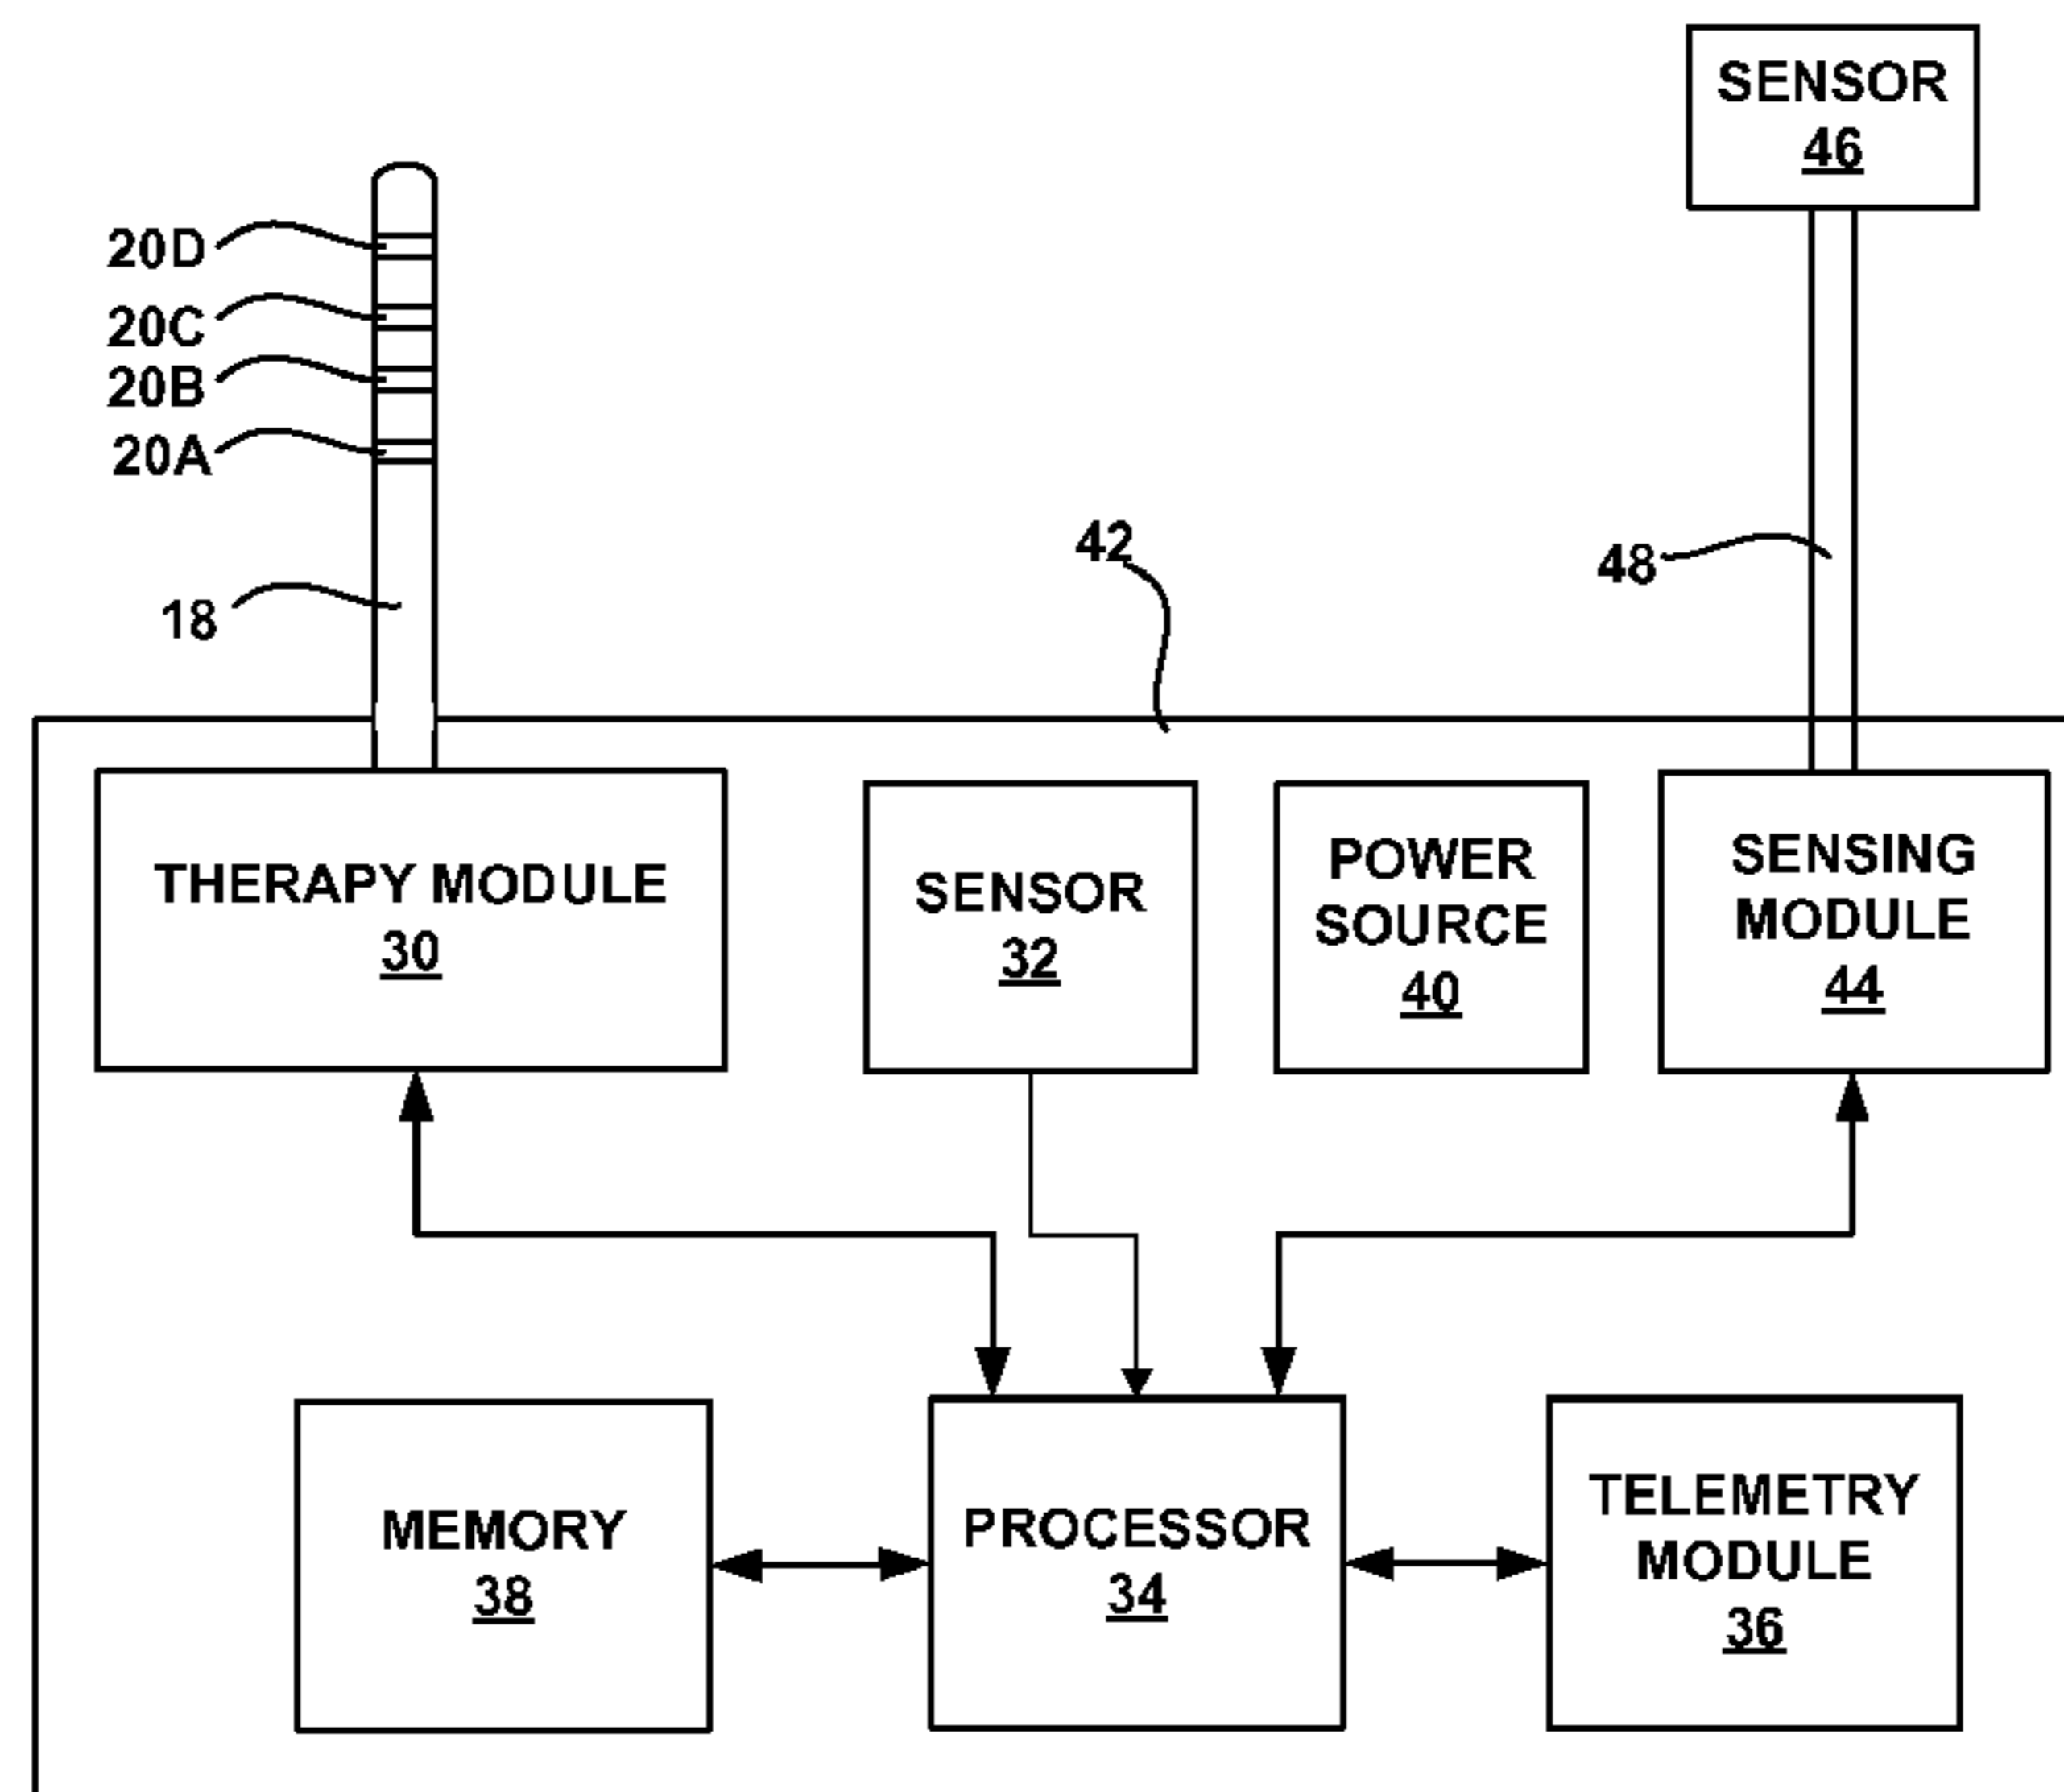 SENSOR
46
20D
20C
20B
20A
42
48
18
THERAPY MODULE
30
SENSOR
32
POWER
SOURCE
40
SENSING
MODULE
44
MEMORY
38
PROCESSOR
34
TELEMETRY
MODULE
36